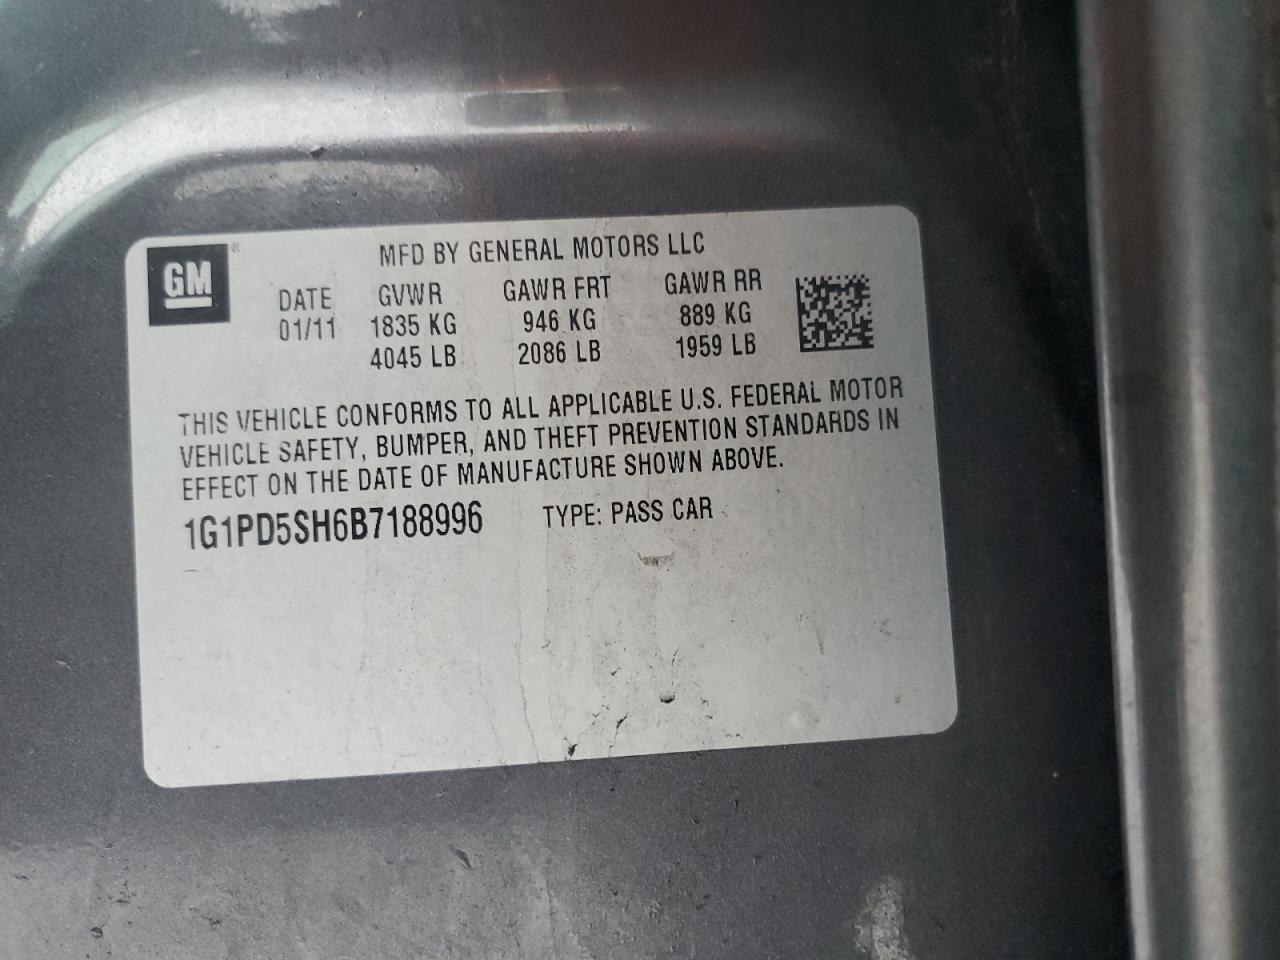 GM
MFD BY GENERAL MOTORS LLC
DATE GVWR GAWR FRT GAWR RR
01/11 1835 KG 946 KG 889 KG
4045 LB 2086 LB 1959 LB
THIS VEHICLE CONFORMS TO ALL APPLICABLE U.S. FEDERAL MOTOR
VEHICLE SAFETY, BUMPER, AND THEFT PREVENTION STANDARDS IN
EFFECT ON THE DATE OF MANUFACTURE SHOWN ABOVE.
1G1PD5SH6B7188996 TYPE: PASS CAR